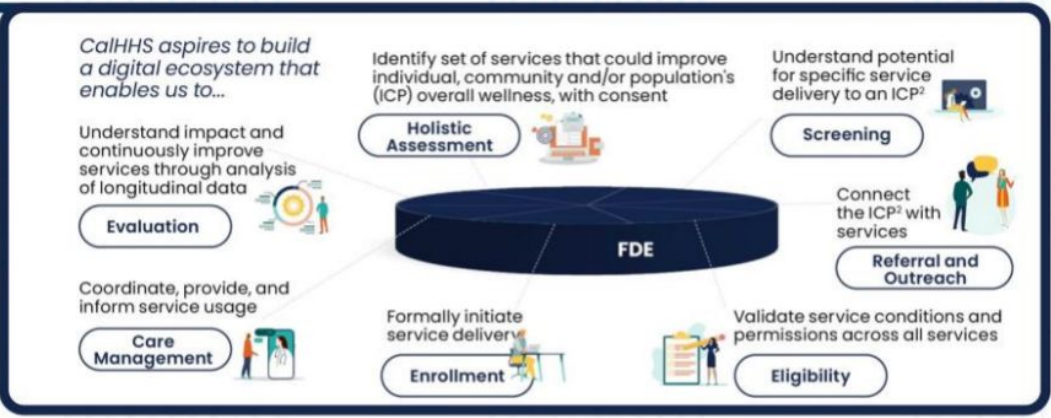 CalHHS aspires to build
a digital ecosystem that
enables us to...
Identify set of services that could improve
individual, community and/or population's
(ICP) overall wellness, with consent
Holistic
Assessment
Understand potential
for specific service
delivery to an ICP²
Screening
Understand impact and
continuously improve
services through analysis
of longitudinal data
Evaluation
Connect
the ICP² with
services
Referral and
Outreach
FDE
Coordinate, provide, and
inform service usage
Care
Management
Formally initiate
service delivery
Enrollment
Validate service conditions and
permissions across all services
Eligibility